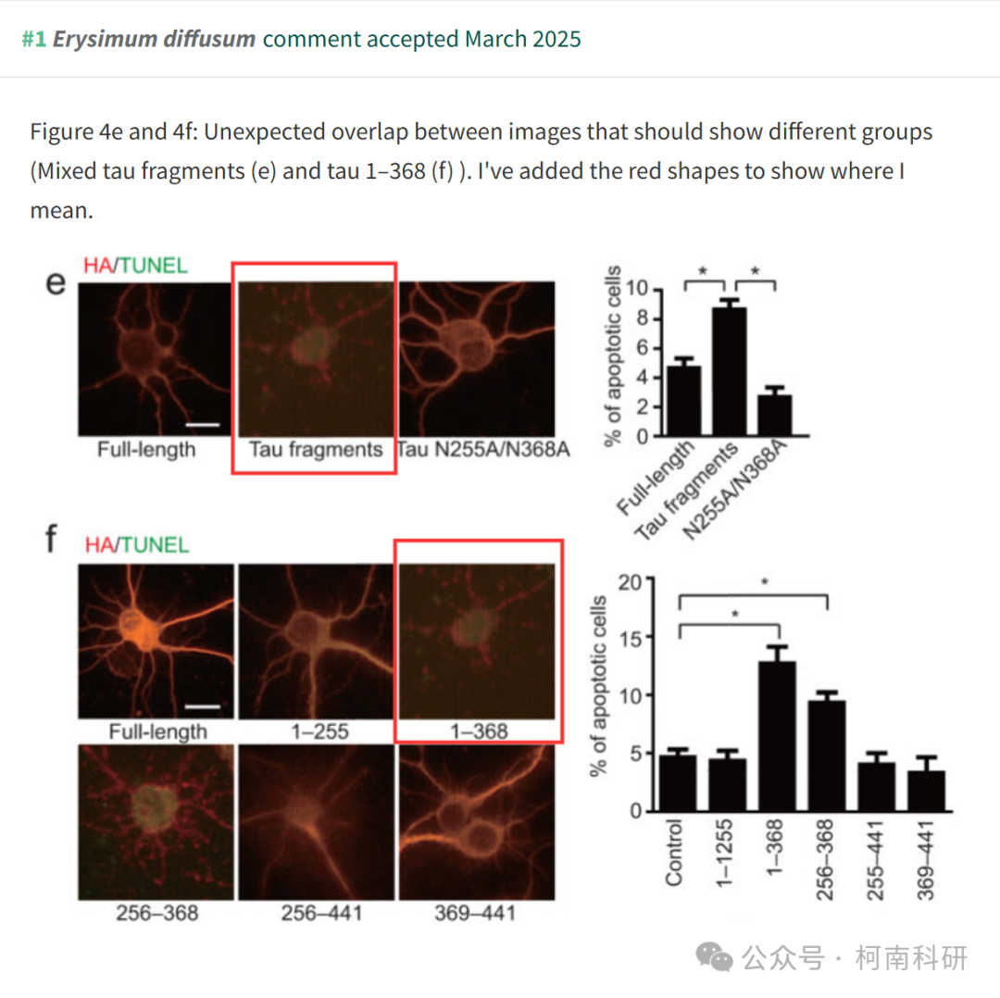 #1 Erysimum diffusum comment accepted March 2025
Figure 4e and 4f: Unexpected overlap between images that should show different groups
(Mixed tau fragments (e) and tau 1–368 (f) ). I've added the red shapes to show where I
mean.
e
HA/TUNEL
Full-length
Tau fragments
Tau N255A/N368A
% of apoptotic cells
10
8
6
4
2
0
*
*
Full-length
Tau fragments
N255A/N368A
f
HA/TUNEL
Full-length
1–255
1–368
256–368
256–441
369–441
% of apoptotic cells
20
15
10
5
0
*
*
Control
1–1255
1–368
256–368
255–441
369–441
公众号 · 柯南科研